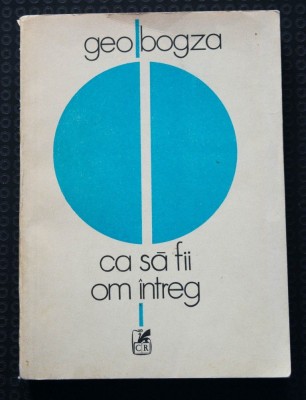 geo bogza
ca să fii
om întreg
CR